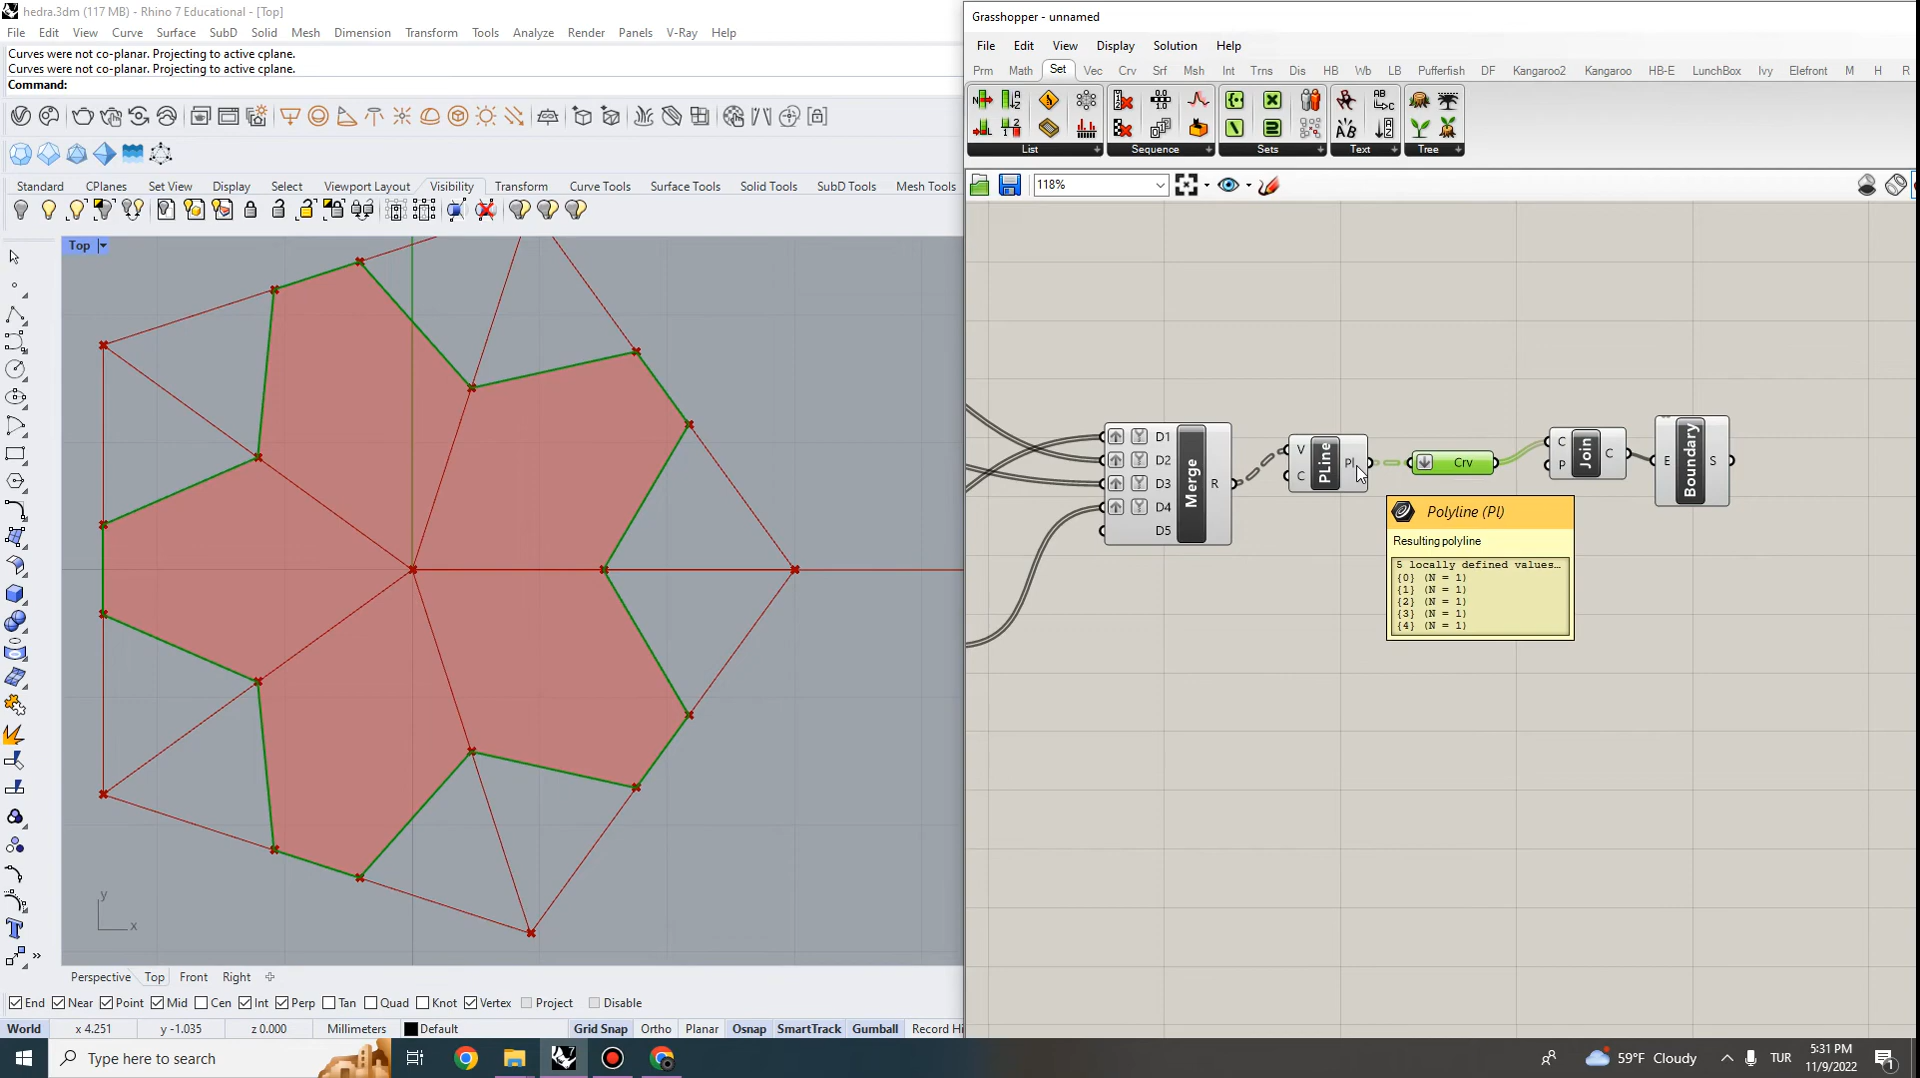 hedra.3dm (117 MB) - Rhino 7 Educational - [Top]
File Edit View Curve Surface SubD Solid Mesh Dimension Transform Tools Analyze Render Panels V-Ray Help
Curves were not co-planar. Projecting to active cplane.
Curves were not co-planar. Projecting to active cplane.
Command:
Standard CPlanes Set View Display Select Viewport Layout Visibility Transform Curve Tools Surface Tools Solid Tools SubD Tools Mesh Tools
Top
y
x
Perspective Top Front Right
End Near Point Mid Cen Int Perp Tan Quad Knot Vertex Project Disable
World x 4.251 y -1.035 z 0.000 Millimeters Default Grid Snap Ortho Planar Osnap SmartTrack Gumball Record Hi
Grasshopper - unnamed
File Edit View Display Solution Help
Prm Math Set Vec Crv Srf Msh Int Trns Dis HB Wb LB Pufferfish DF Kangaroo2 Kangaroo HB-E LunchBox Ivy Elefront M H R
List Sequence Sets Text Tree
118%
D1
D2
D3
D4
D5
Merge
R
V
C
PLine
Pl
Crv
C
P
Join
C
E
Boundary
S
Polyline (Pl)
Resulting polyline
5 locally defined values…
{0} (N = 1)
{1} (N = 1)
{2} (N = 1)
{3} (N = 1)
{4} (N = 1)
Type here to search
59°F Cloudy
TUR
5:31 PM
11/9/2022
1